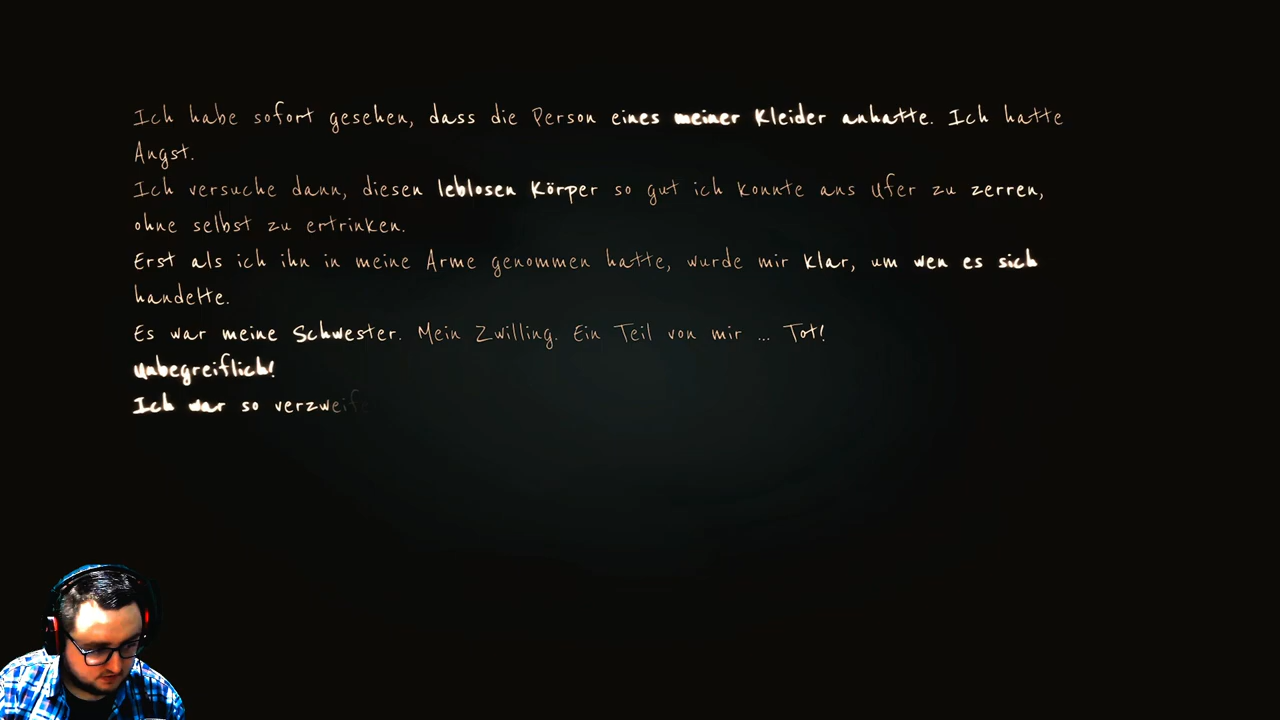 Ich habe sofort gesehen, dass die Person eines meiner Kleider anhatte. Ich hatte
Angst.
Ich versuche dann, diesen leblosen Körper so gut ich konnte ans Ufer zu zerren,
ohne selbst zu ertrinken.
Erst als ich ihn in meine Arme genommen hatte, wurde mir klar, um wen es sich
handelte.
Es war meine Schwester. Mein Zwilling. Ein Teil von mir ... Tot!
Unbegreiflich!
Ich war so